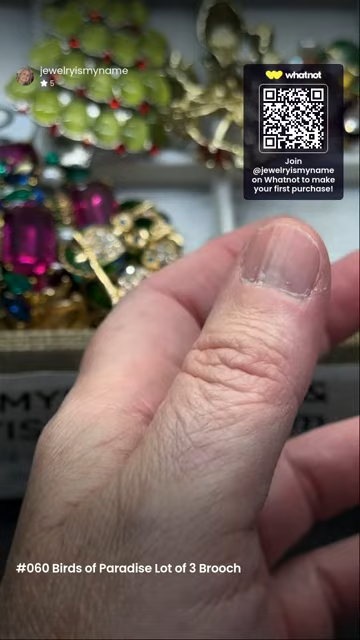 jewelryismyname
★ 5
whatnot
Join
@jewelryismyname
on Whatnot to make
your first purchase!
#060 Birds of Paradise Lot of 3 Brooch